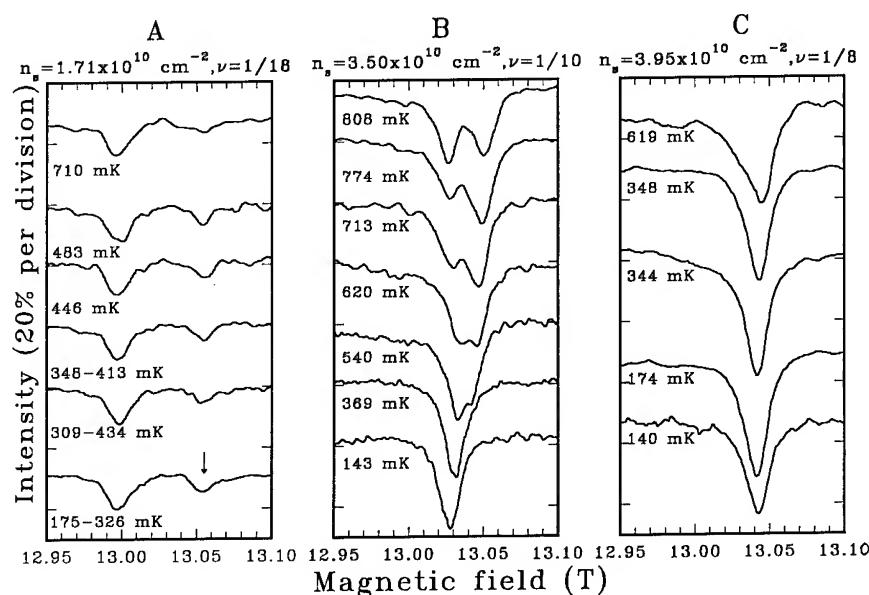 A
n_s=1.71x10^10 cm^-2,ν=1/18
710 mK
483 mK
446 mK
348-413 mK
309-434 mK
175-326 mK
12.95 13.00 13.05 13.10
B
n_s=3.50x10^10 cm^-2,ν=1/10
808 mK
774 mK
713 mK
620 mK
540 mK
369 mK
143 mK
12.95 13.00 13.05 13.10
C
n_s=3.95x10^10 cm^-2,ν=1/8
619 mK
348 mK
344 mK
174 mK
140 mK
12.95 13.00 13.05 13.10
Intensity (20% per division)
Magnetic field (T)